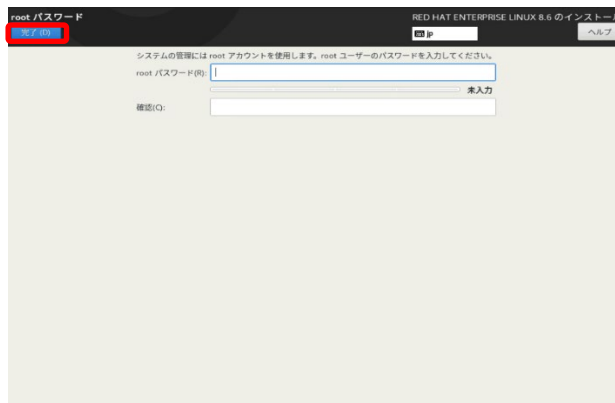 root パスワード
RED HAT ENTERPRISE LINUX 8.6 のインストール
完了(D)
jp
ヘルプ
システムの管理には root アカウントを使用します。root ユーザーのパスワードを入力してください。
root パスワード(R):
未入力
確認(C):